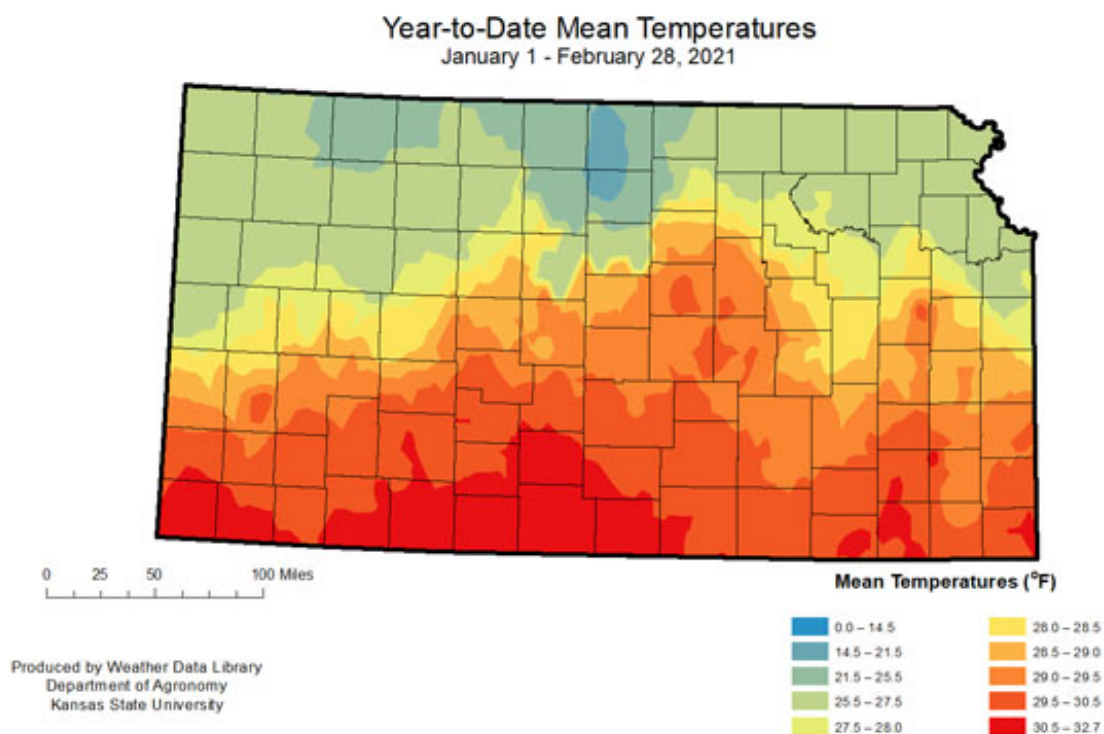 Year-to-Date Mean Temperatures
January 1 - February 28, 2021
0 25 50 100 Miles
Mean Temperatures (°F)
0.0 – 14.5
14.5 – 21.5
21.5 – 25.5
25.5 – 27.5
27.5 – 28.0
28.0 – 28.5
28.5 – 29.0
29.0 – 29.5
29.5 – 30.5
30.5 – 32.7
Produced by Weather Data Library
Department of Agronomy
Kansas State University